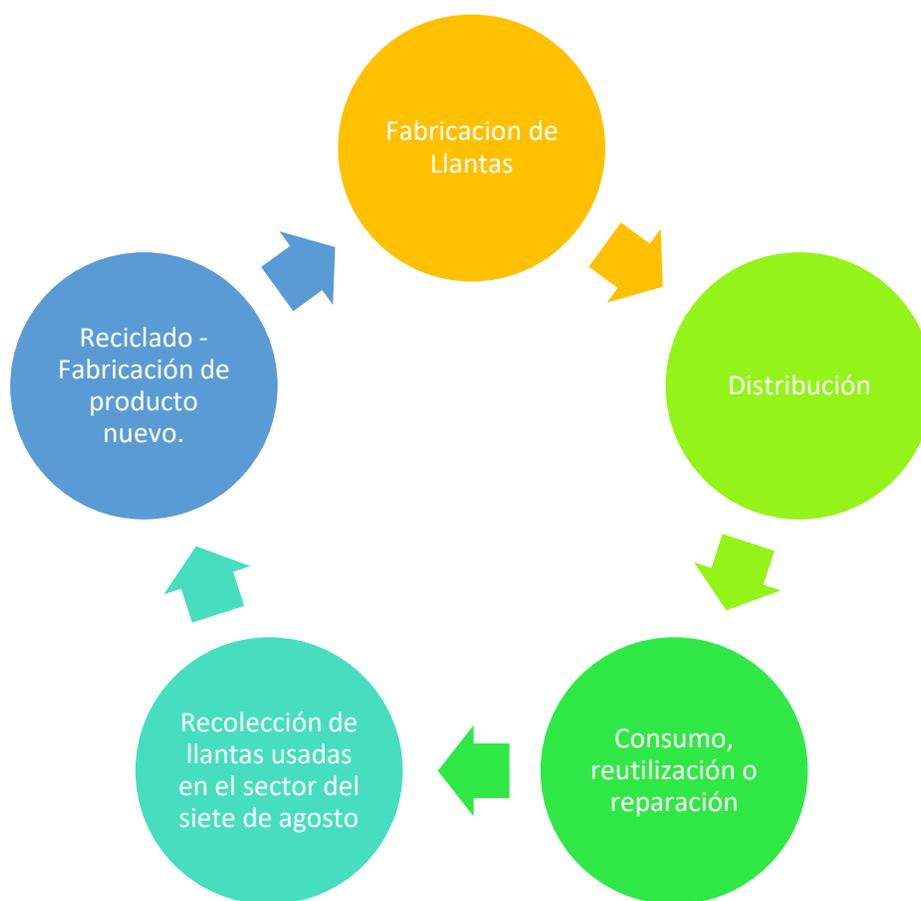 Fabricacion de
Llantas
Distribución
Consumo,
reutilización o
reparación
Recolección de
llantas usadas
en el sector del
siete de agosto
Reciclado -
Fabricación de
producto
nuevo.